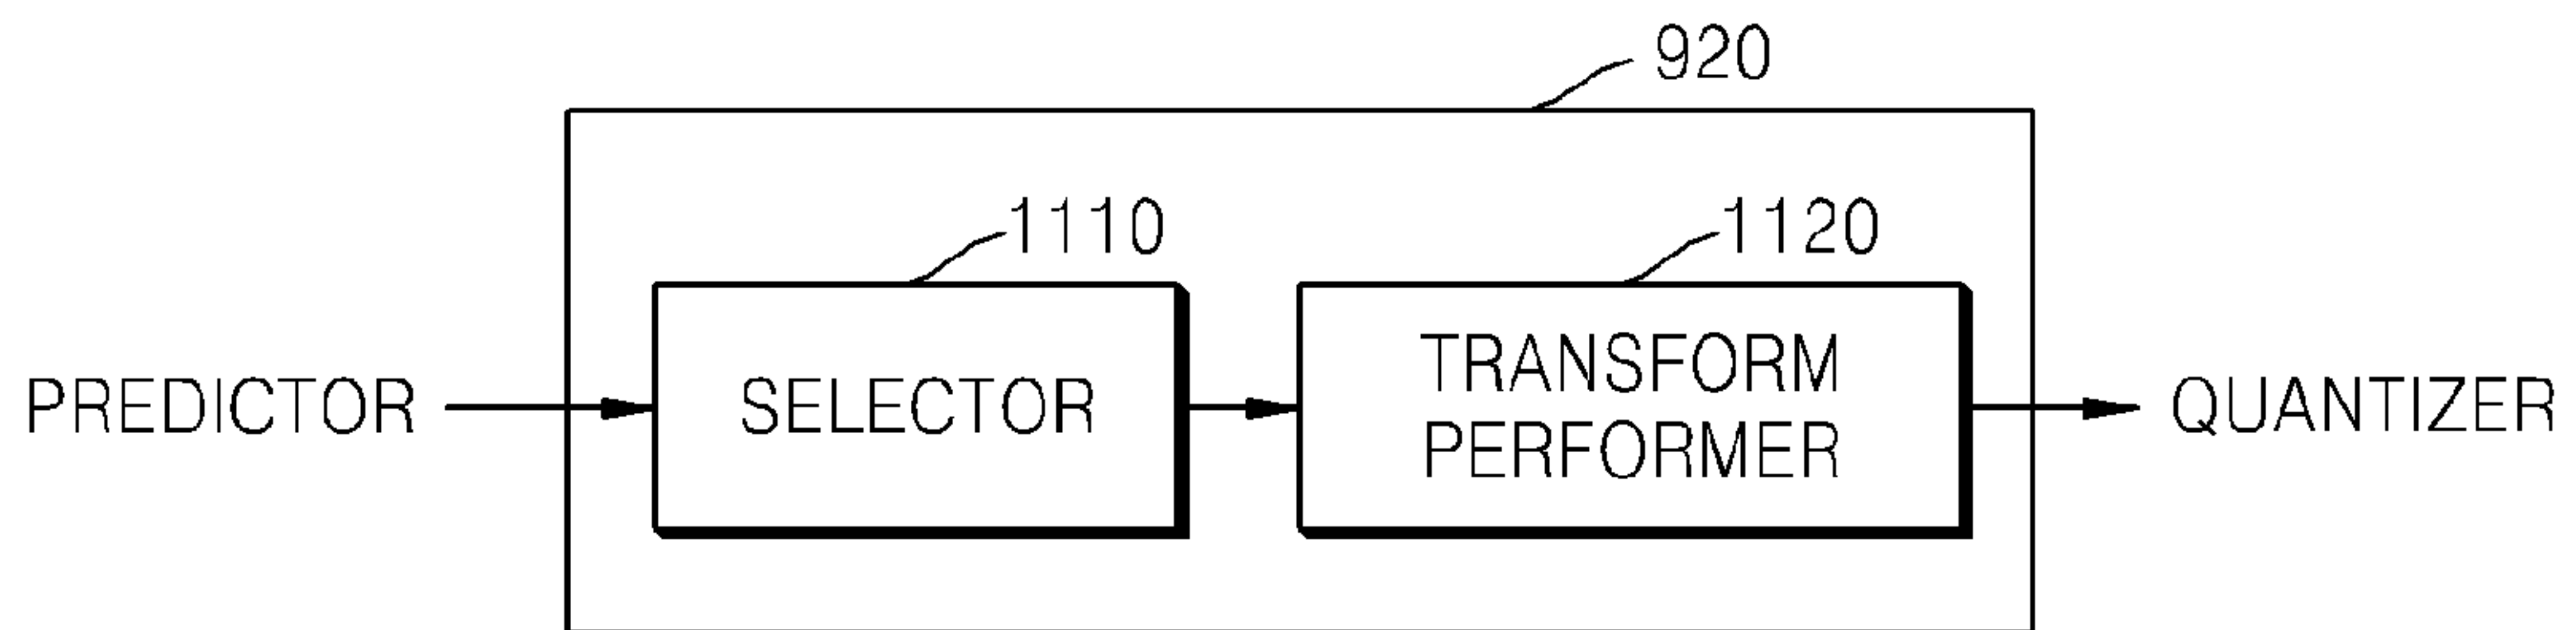 920
1110
1120
PREDICTOR
SELECTOR
TRANSFORM
PERFORMER
QUANTIZER